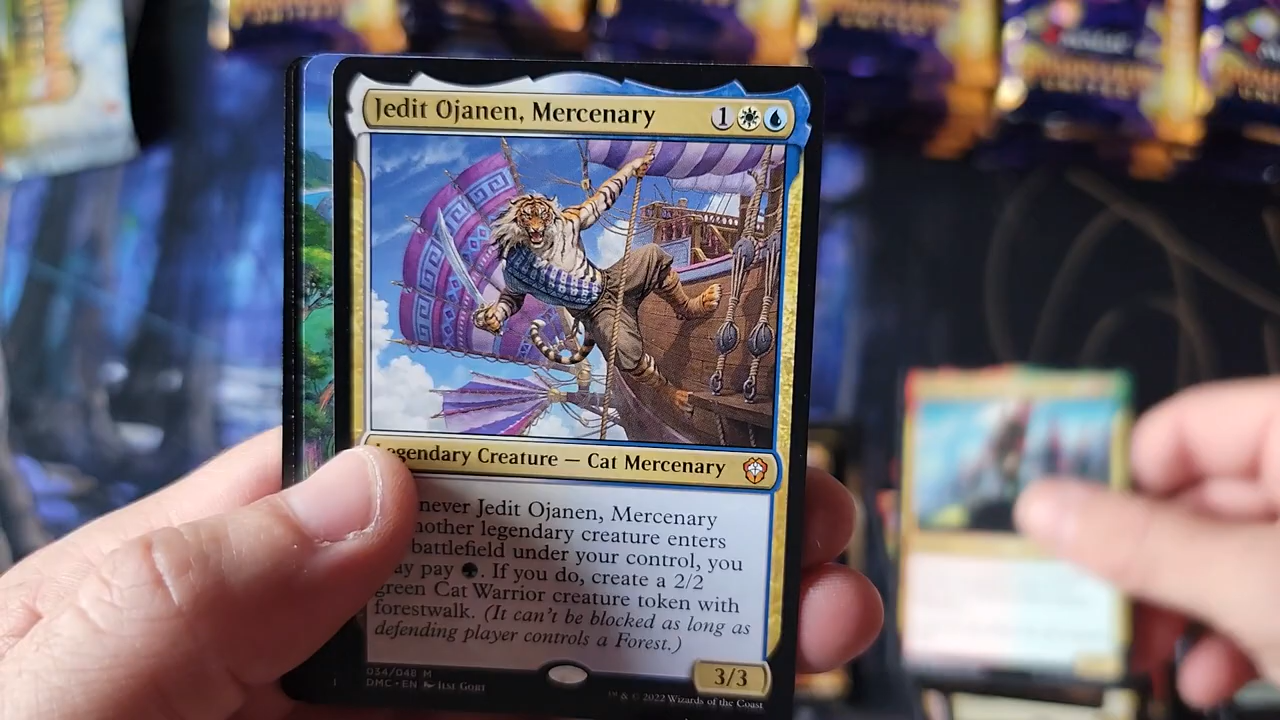 Jedit Ojanen, Mercenary 1
Legendary Creature — Cat Mercenary
never Jedit Ojanen, Mercenary
nother legendary creature enters
battlefield under your control, you
ay pay . If you do, create a 2/2
green Cat Warrior creature token with
forestwalk. (It can't be blocked as long as
defending player controls a Forest.)
034/048 M
DMC • EN Iist Gort
3/3
™ & © 2022 Wizards of the Coast